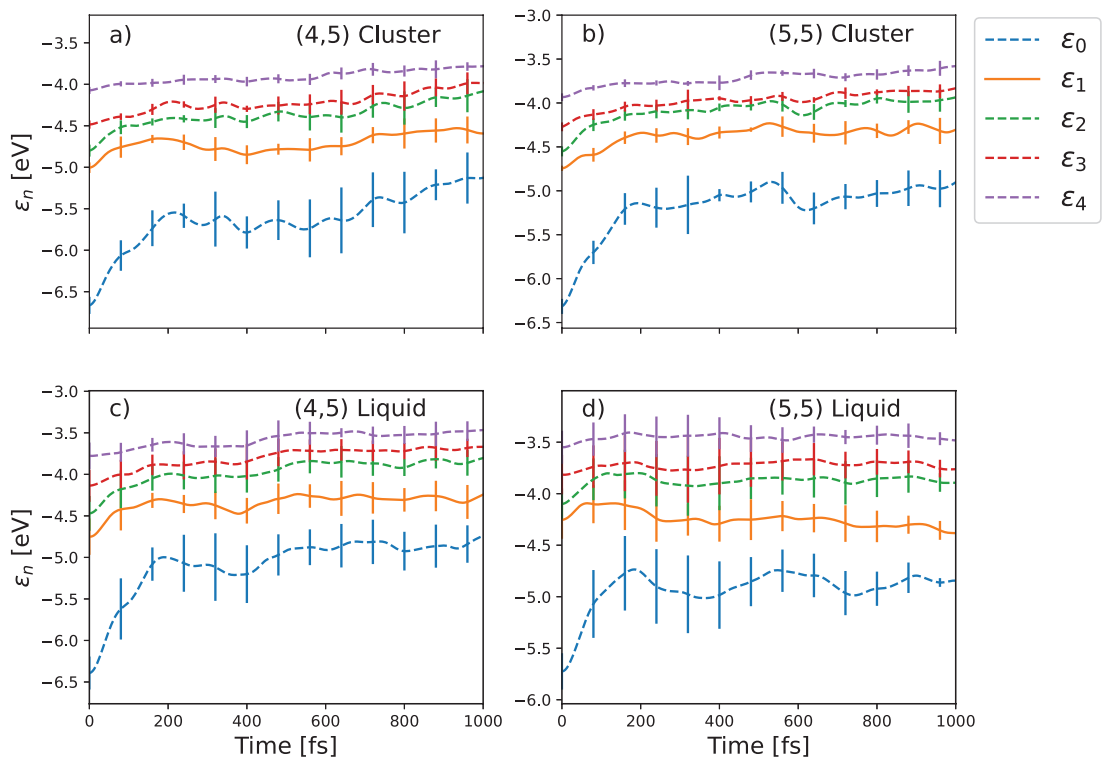 a) (4,5) Cluster
−3.5
−4.0
−4.5
−5.0
−5.5
−6.0
−6.5
εn [eV]
b) (5,5) Cluster
−3.0
−3.5
−4.0
−4.5
−5.0
−5.5
−6.0
−6.5
ε0
ε1
ε2
ε3
ε4
c) (4,5) Liquid
−3.0
−3.5
−4.0
−4.5
−5.0
−5.5
−6.0
−6.5
εn [eV]
0 200 400 600 800 1000
Time [fs]
d) (5,5) Liquid
−3.5
−4.0
−4.5
−5.0
−5.5
−6.0
0 200 400 600 800 1000
Time [fs]